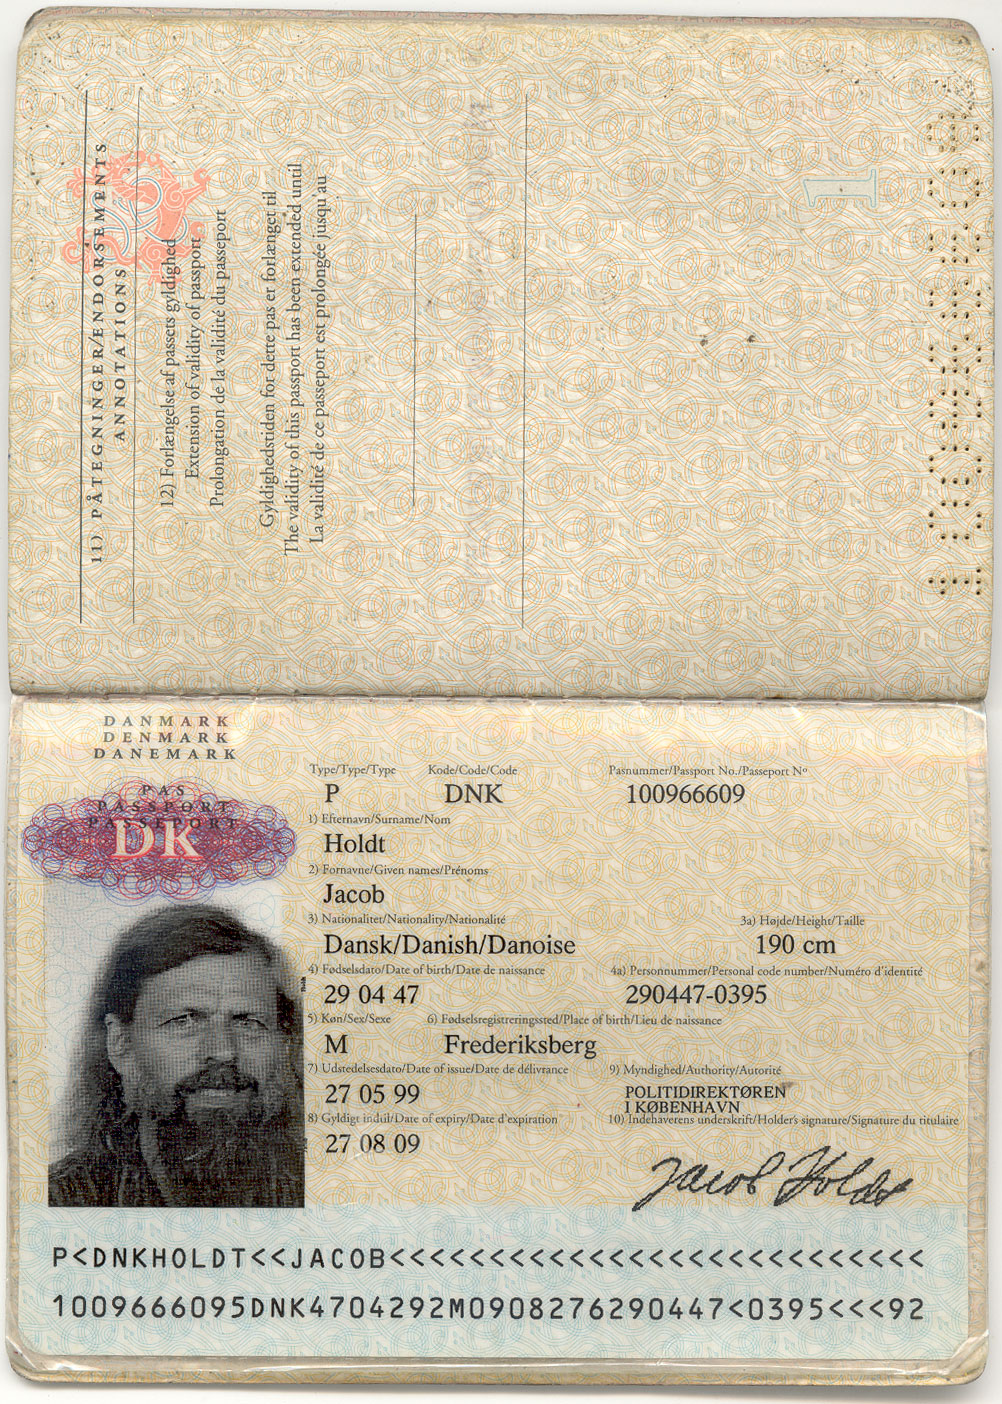 11) PÅTEGNINGER/ENDORSEMENTS
ANNOTATIONS
12) Forlængelse af passets gyldighed
Extension of validity of passport
Prolongation de la validité du passeport
Gyldighedstiden for dette pas er forlænget til
The validity of this passport has been extended until
La validité de ce passeport est prolongée jusqu'au
1
DANMARK
DENMARK
DANEMARK
PAS
PASSPORT
PASSEPORT
DK
Type/Type/Type Kode/Code/Code Pasnummer/Passport No./Passeport Nº
P DNK 100966609
1) Efternavn/Surname/Nom
Holdt
2) Fornavne/Given names/Prénoms
Jacob
3) Nationalitet/Nationality/Nationalité 3a) Højde/Height/Taille
Dansk/Danish/Danoise 190 cm
4) Fødselsdato/Date of birth/Date de naissance 4a) Personnummer/Personal code number/Numéro d'identité
29 04 47 290447-0395
5) Køn/Sex/Sexe 6) Fødselsregistreringssted/Place of birth/Lieu de naissance
M Frederiksberg
7) Udstedelsesdato/Date of issue/Date de délivrance 9) Myndighed/Authority/Autorité
27 05 99 POLITIDIREKTØREN
I KØBENHAVN
8) Gyldigt indtil/Date of expiry/Date d'expiration 10) Indehaverens underskrift/Holder's signature/Signature du titulaire
27 08 09
Jacob Holdt
P<DNKHOLDT<<JACOB<<<<<<<<<<<<<<<<<<<<<<<<<<<
1009666095DNK4704292M0908276290447<0395<<<92